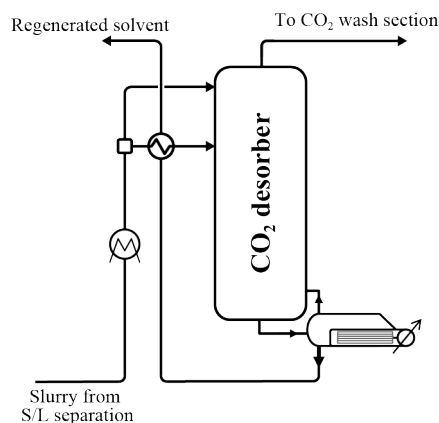 Regenerated solvent
To CO₂ wash section
CO₂ desorber
Slurry from
S/L separation